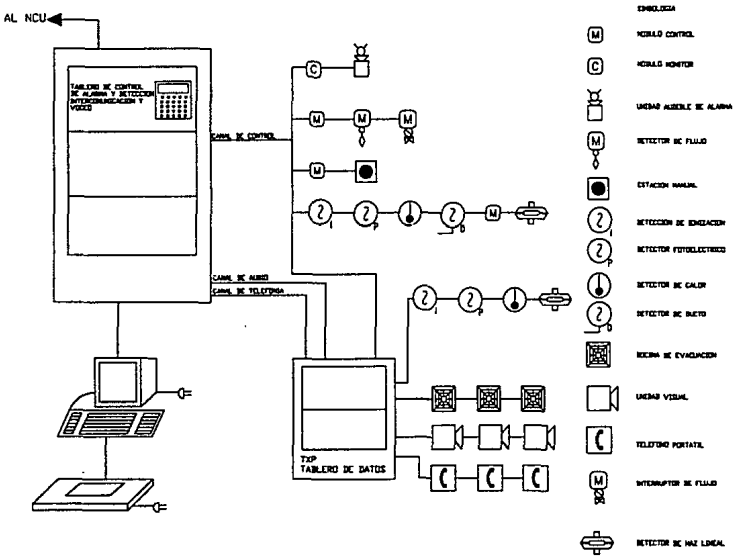 AL NCU
TABLERO DE CONTROL
DE ALARMA Y DETECCION
INTERCOMUNICACION Y
VOCEO
CANAL DE CONTROL
CANAL DE AUDIO
CANAL DE TELEFONIA
C
M
M
M
M
I
P
D
M
I
P
TXP
TABLERO DE DATOS
SIMBOLOGIA
M
MODULO CONTROL
C
MODULO MONITOR
UNIDAD AUDIBLE DE ALARMA
M
DETECTOR DE FLUJO
ESTACION MANUAL
I
DETECCION DE IONIZACION
P
DETECTOR FOTOELECTRICO
DETECTOR DE CALOR
D
DETECTOR DE DUCTO
BOCINA DE EVACUACION
UNIDAD VISUAL
TELEFONO PORTATIL
M
INTERRUPTOR DE FLUJO
DETECTOR DE HAZ LINEAL